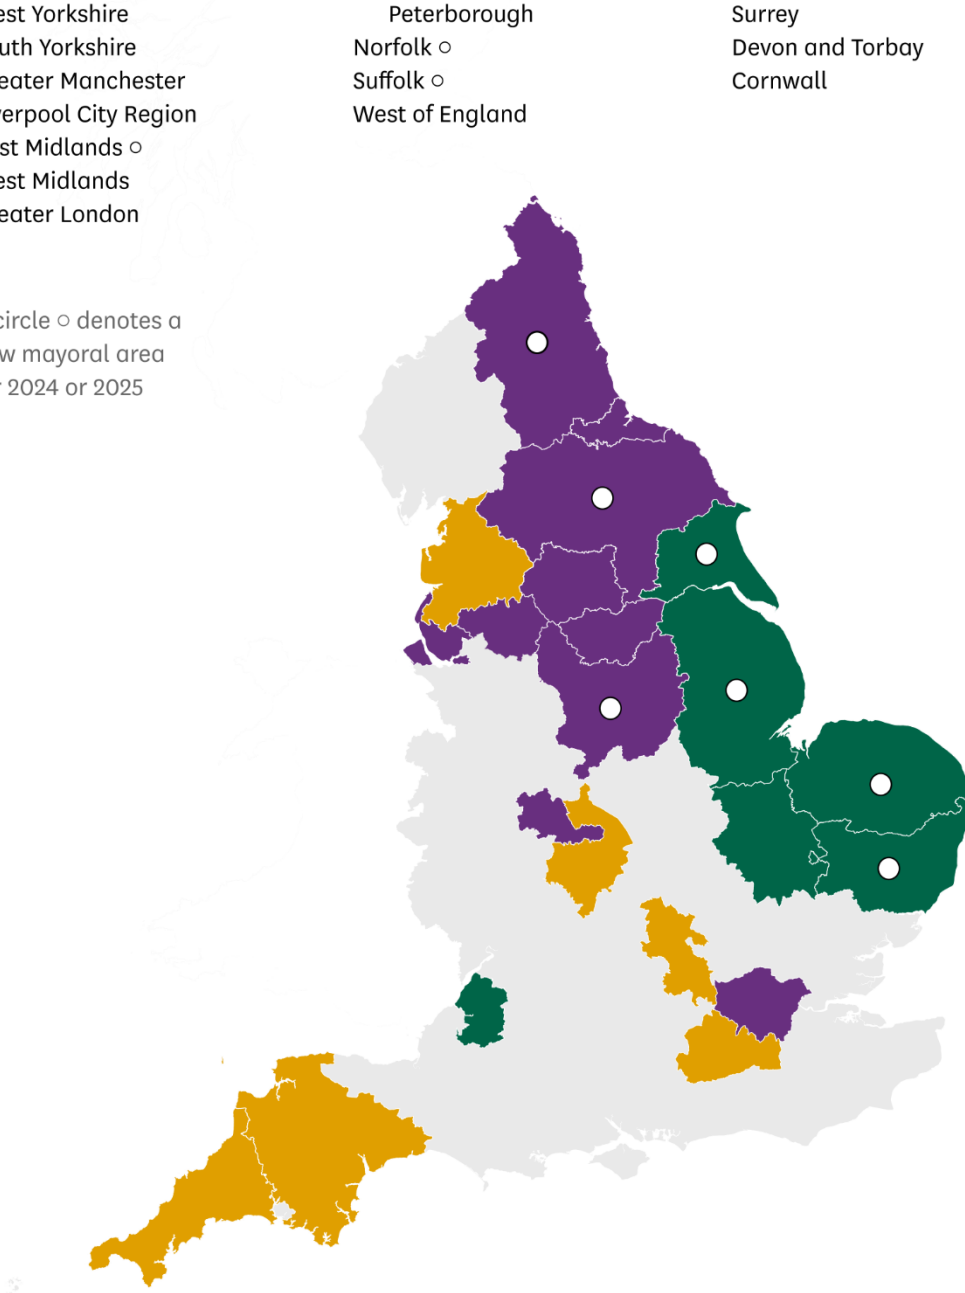 est Yorkshire
uth Yorkshire
eater Manchester
erpool City Region
st Midlands ○
est Midlands
eater London
circle ○ denotes a
w mayoral area
r 2024 or 2025
Peterborough
Norfolk ○
Suffolk ○
West of England
Surrey
Devon and Torbay
Cornwall